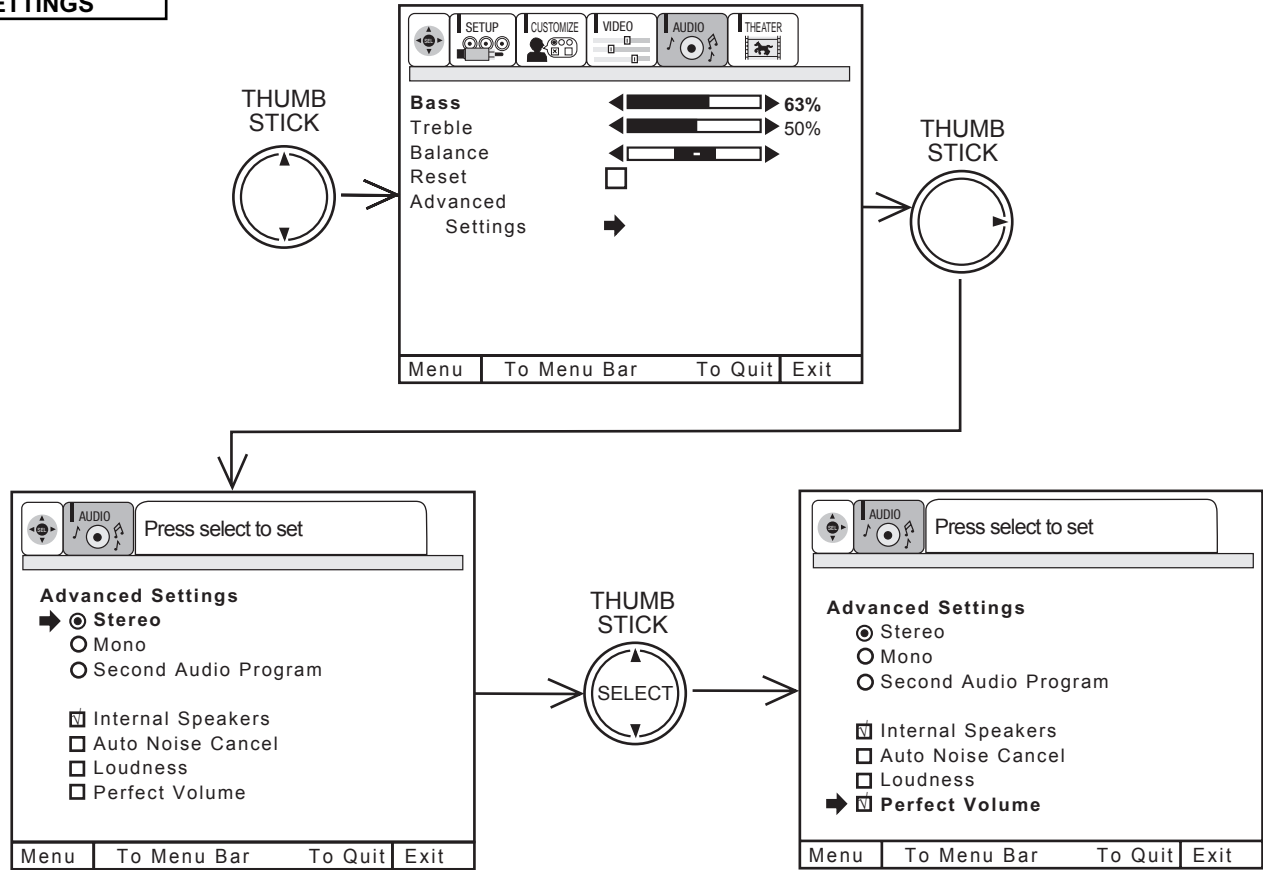 SETUP CUSTOMIZE VIDEO AUDIO THEATER
SEL
THUMB
STICK
Bass 63%
Treble 50%
Balance
Reset
Advanced
Settings
THUMB
STICK
Menu To Menu Bar To Quit Exit
SEL AUDIO Press select to set
Advanced Settings
Stereo
Mono
Second Audio Program
Internal Speakers
Auto Noise Cancel
Loudness
Perfect Volume
Menu To Menu Bar To Quit Exit
THUMB
STICK
SELECT
SEL AUDIO Press select to set
Advanced Settings
Stereo
Mono
Second Audio Program
Internal Speakers
Auto Noise Cancel
Loudness
Perfect Volume
Menu To Menu Bar To Quit Exit